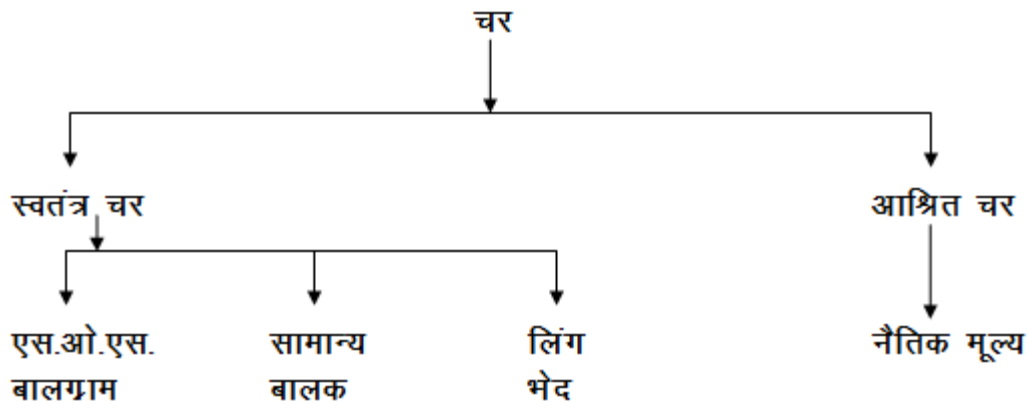 चर
स्वतंत्र चर
आश्रित चर
एस.ओ.एस.
बालग्राम
सामान्य
बालक
लिंग
भेद
नैतिक मूल्य